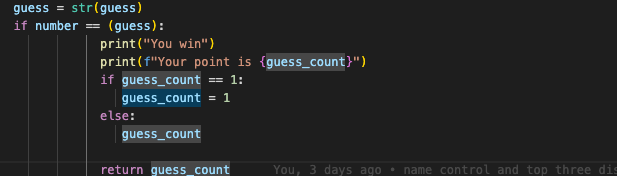 guess = str(guess)
if number == (guess):
print("You win")
print(f"Your point is {guess_count}")
if guess_count == 1:
guess_count = 1
else:
guess_count
return guess_count You, 3 days ago • name control and top three dis